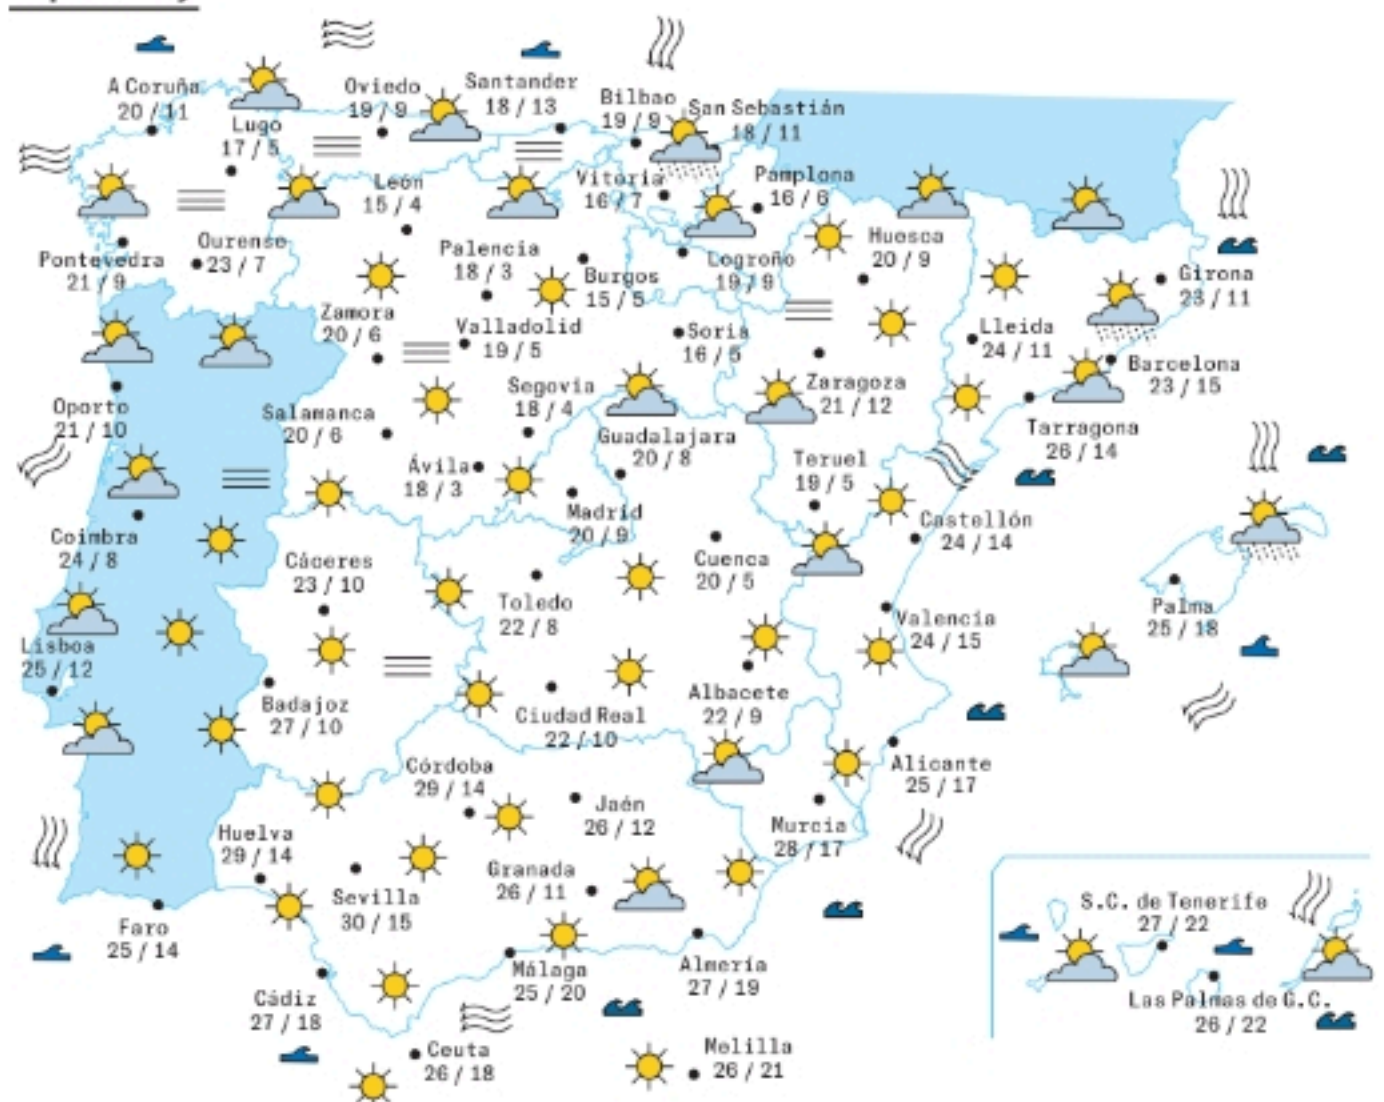 A Coruña
20 / 11
Oviedo
19 / 9
Santander
18 / 13
Bilbao
19 / 9
San Sebastián
18 / 11
Lugo
17 / 5
León
15 / 4
Vitoria
16 / 7
Pamplona
16 / 6
Pontevedra
21 / 9
Ourense
23 / 7
Palencia
18 / 3
Burgos
15 / 5
Logroño
19 / 9
Huesca
20 / 9
Girona
23 / 11
Zamora
20 / 6
Valladolid
19 / 5
Soria
16 / 5
Lleida
24 / 11
Barcelona
23 / 15
Oporto
21 / 10
Salamanca
20 / 6
Segovia
18 / 4
Zaragoza
21 / 12
Tarragona
26 / 14
Ávila
18 / 3
Guadalajara
20 / 8
Teruel
19 / 5
Madrid
20 / 9
Castellón
24 / 14
Coimbra
24 / 8
Cáceres
23 / 10
Cuenca
20 / 5
Toledo
22 / 8
Palma
25 / 18
Valencia
24 / 15
Lisboa
25 / 12
Badajoz
27 / 10
Ciudad Real
22 / 10
Albacete
22 / 9
Alicante
25 / 17
Córdoba
29 / 14
Jaén
26 / 12
Murcia
28 / 17
Huelva
29 / 14
Sevilla
30 / 15
Granada
26 / 11
Faro
25 / 14
Málaga
25 / 20
Almería
27 / 19
Cádiz
27 / 18
Ceuta
26 / 18
Melilla
26 / 21
S.C. de Tenerife
27 / 22
Las Palmas de G.C.
26 / 22